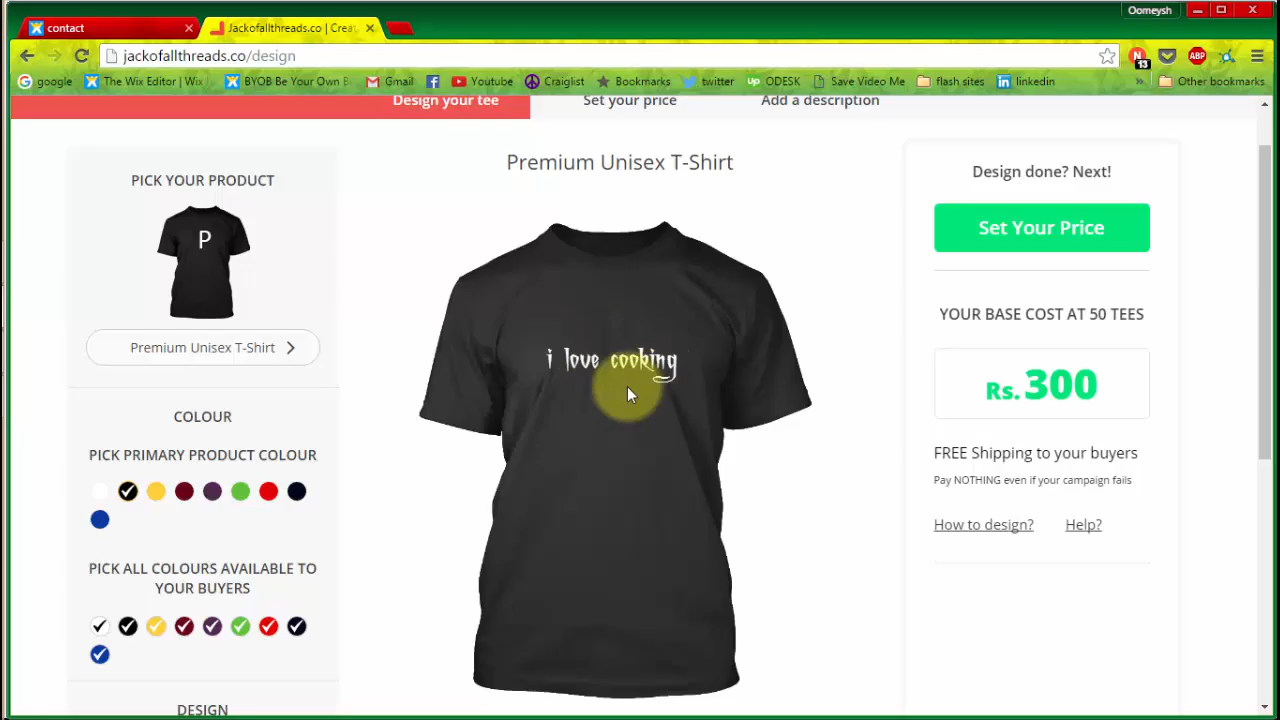 Oomeysh
contact
Jackofallthreads.co | Crea
jackofallthreads.co/design
13
ABP
google
The Wix Editor | Wix
BYOB Be Your Own B
Gmail
Youtube
Craiglist
Bookmarks
twitter
ODESK
Save Video Me
flash sites
linkedin
»
Other bookmarks
Design your tee
Set your price
Add a description
PICK YOUR PRODUCT
P
Premium Unisex T-Shirt
COLOUR
PICK PRIMARY PRODUCT COLOUR
PICK ALL COLOURS AVAILABLE TO
YOUR BUYERS
DESIGN
Premium Unisex T-Shirt
i love cooking
Design done? Next!
Set Your Price
YOUR BASE COST AT 50 TEES
Rs. 300
FREE Shipping to your buyers
Pay NOTHING even if your campaign fails
How to design?
Help?